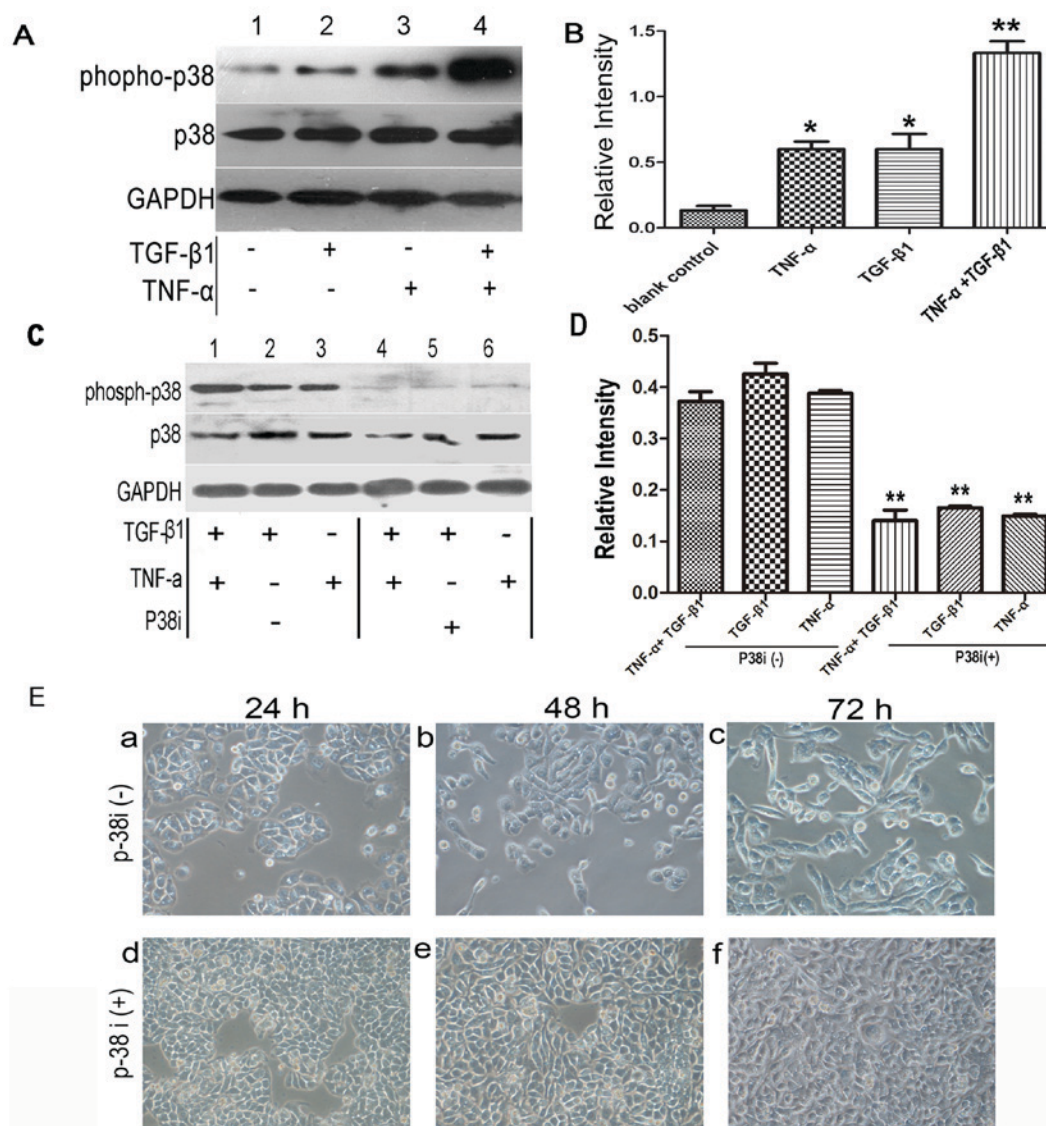 A
1 2 3 4
phopho-p38
p38
GAPDH
TGF-β1 - + - +
TNF-α - - + +
B
Relative Intensity
1.5
1.0
0.5
0.0
* * **
blank control
TNF-α
TGF-β1
TNF-α +TGF-β1
C
1 2 3 4 5 6
phosph-p38
p38
GAPDH
TGF-β1 + + - + + -
TNF-a + - + + - +
P38i - +
D
Relative Intensity
0.5
0.4
0.3
0.2
0.1
0.0
** ** **
TNF-α+ TGF-β1
TGF-β1
TNF-α
TNF-α+ TGF-β1
TGF-β1
TNF-α
P38i (-) P38i(+)
E
24 h 48 h 72 h
p-38i (-)
a b c
p-38 i (+)
d e f